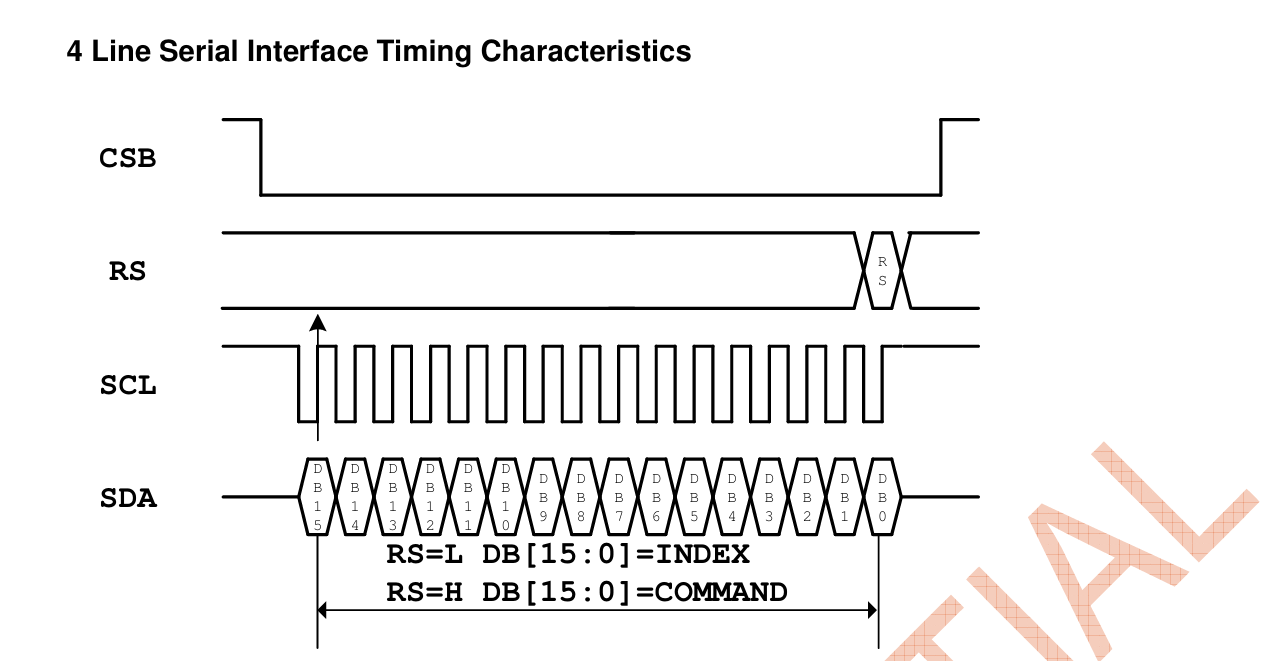 4 Line Serial Interface Timing Characteristics
CSB
RS
RS
SCL
SDA
DB15 DB14 DB13 DB12 DB11 DB10 DB9 DB8 DB7 DB6 DB5 DB4 DB3 DB2 DB1 DB0
RS=L DB[15:0]=INDEX
RS=H DB[15:0]=COMMAND
TIAL